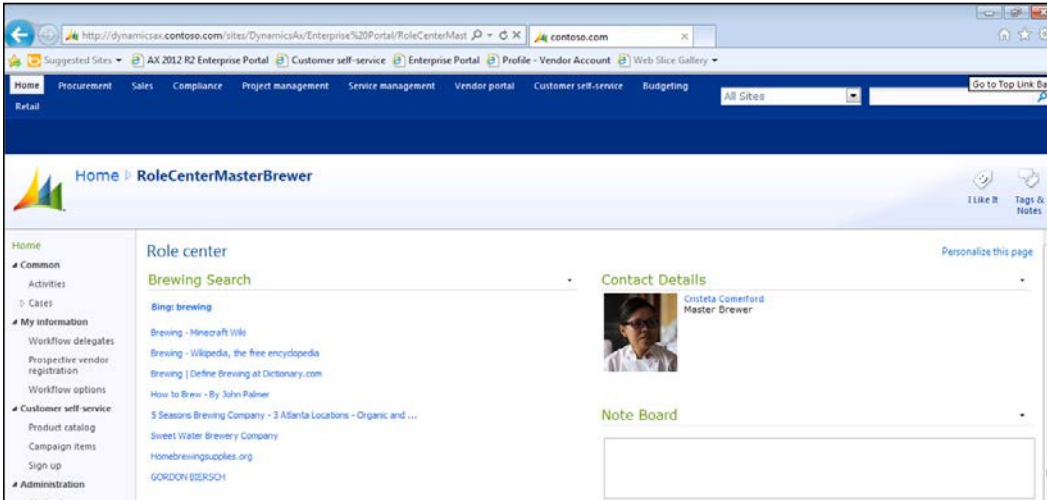 http://dynamicsax.contoso.com/sites/DynamicsAx/Enterprise%20Portal/RoleCenterMast
contoso.com
Suggested Sites
AX 2012 R2 Enterprise Portal
Customer self-service
Enterprise Portal
Profile - Vendor Account
Web Slice Gallery
Home Procurement Sales Compliance Project management Service management Vendor portal Customer self-service Budgeting
All Sites
Go to Top Link Ba
Retail
Home RoleCenterMasterBrewer
I Like It
Tags &
Notes
Home
Common
Activities
Cases
My information
Workflow delegates
Prospective vendor
registration
Workflow options
Customer self-service
Product catalog
Campaign items
Sign up
Administration
Role center
Personalize this page
Brewing Search
Bing: brewing
Brewing - Minecraft Wiki
Brewing - Wikipedia, the free encyclopedia
Brewing | Define Brewing at Dictionary.com
How to Brew - By John Palmer
5 Seasons Brewing Company - 3 Atlanta Locations - Organic and ...
Sweet Water Brewery Company
Homebrewingsupplies.org
GORDON BIERSCH
Contact Details
Cristeta Comerford
Master Brewer
Note Board